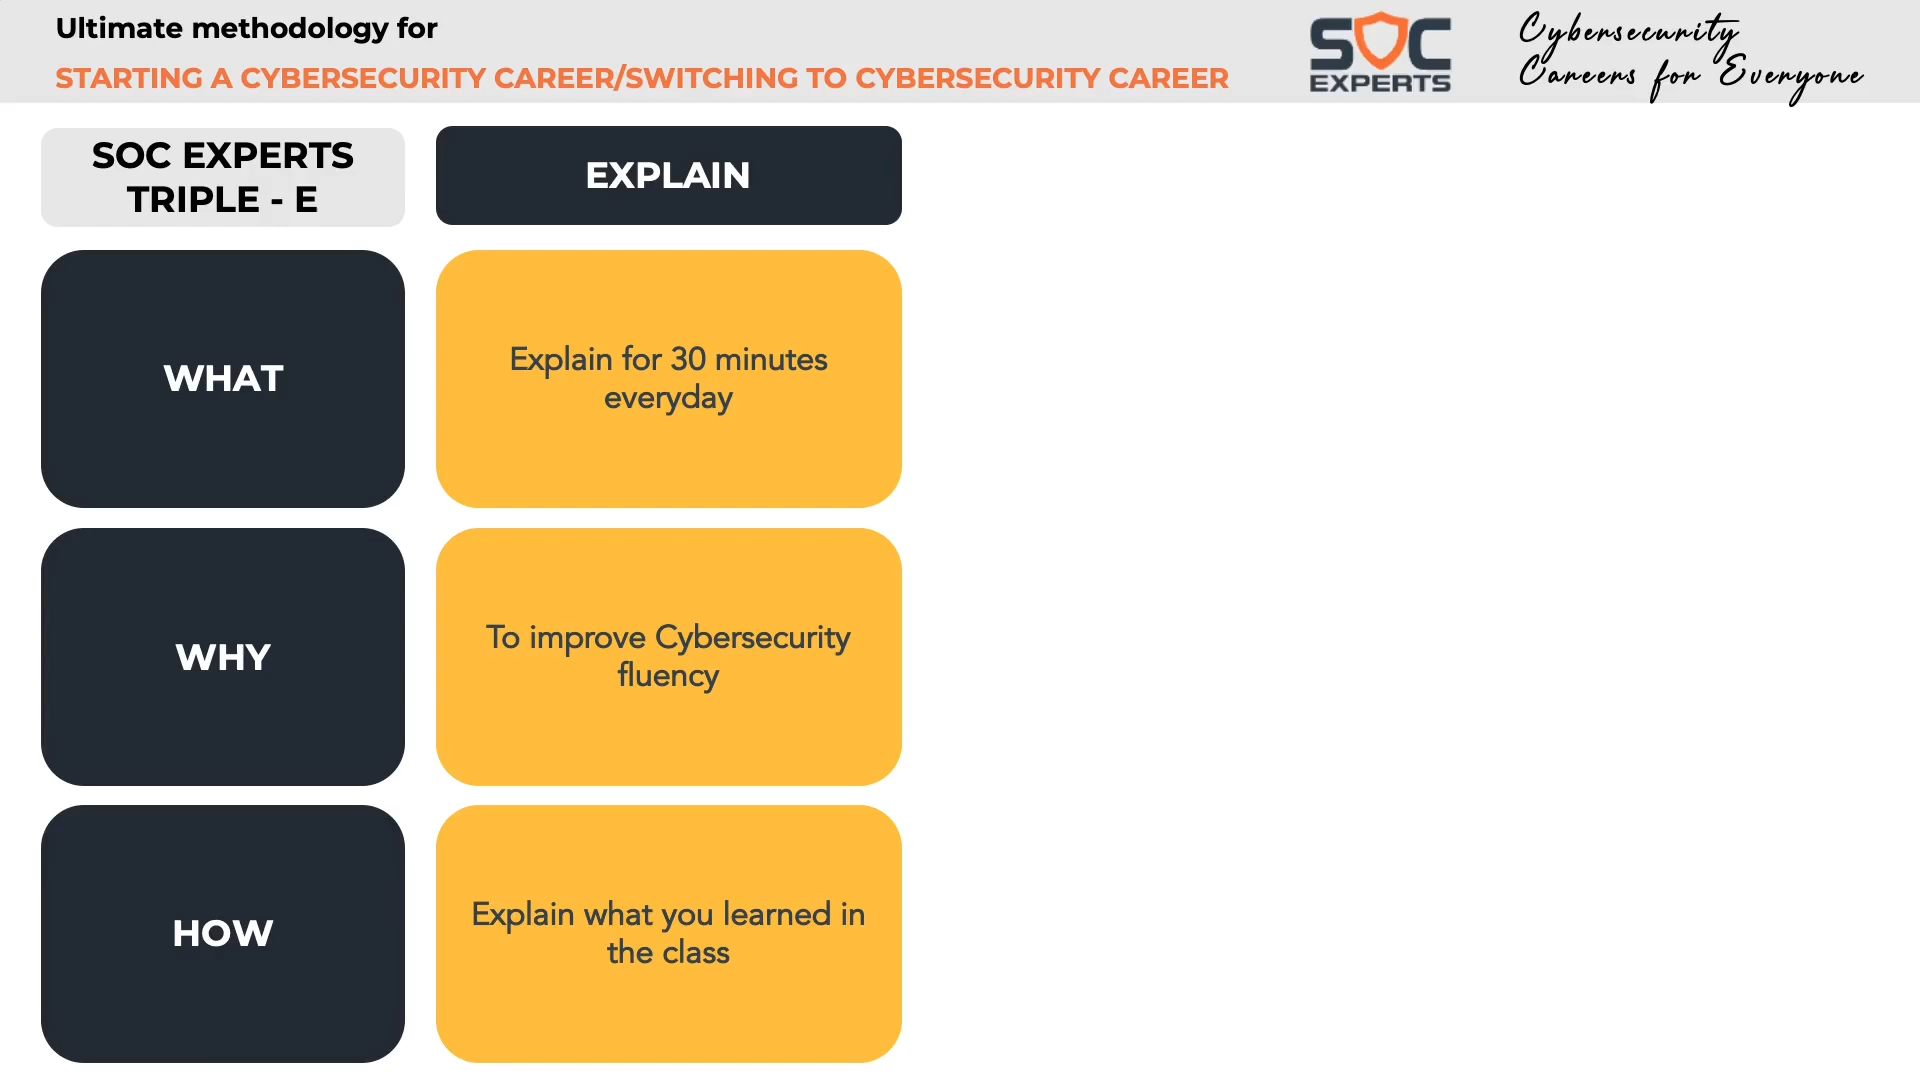 Ultimate methodology for
STARTING A CYBERSECURITY CAREER/SWITCHING TO CYBERSECURITY CAREER
SOC
EXPERTS
Cybersecurity
Careers for Everyone
SOC EXPERTS
TRIPLE - E
EXPLAIN
WHAT
Explain for 30 minutes
everyday
WHY
To improve Cybersecurity
fluency
HOW
Explain what you learned in
the class